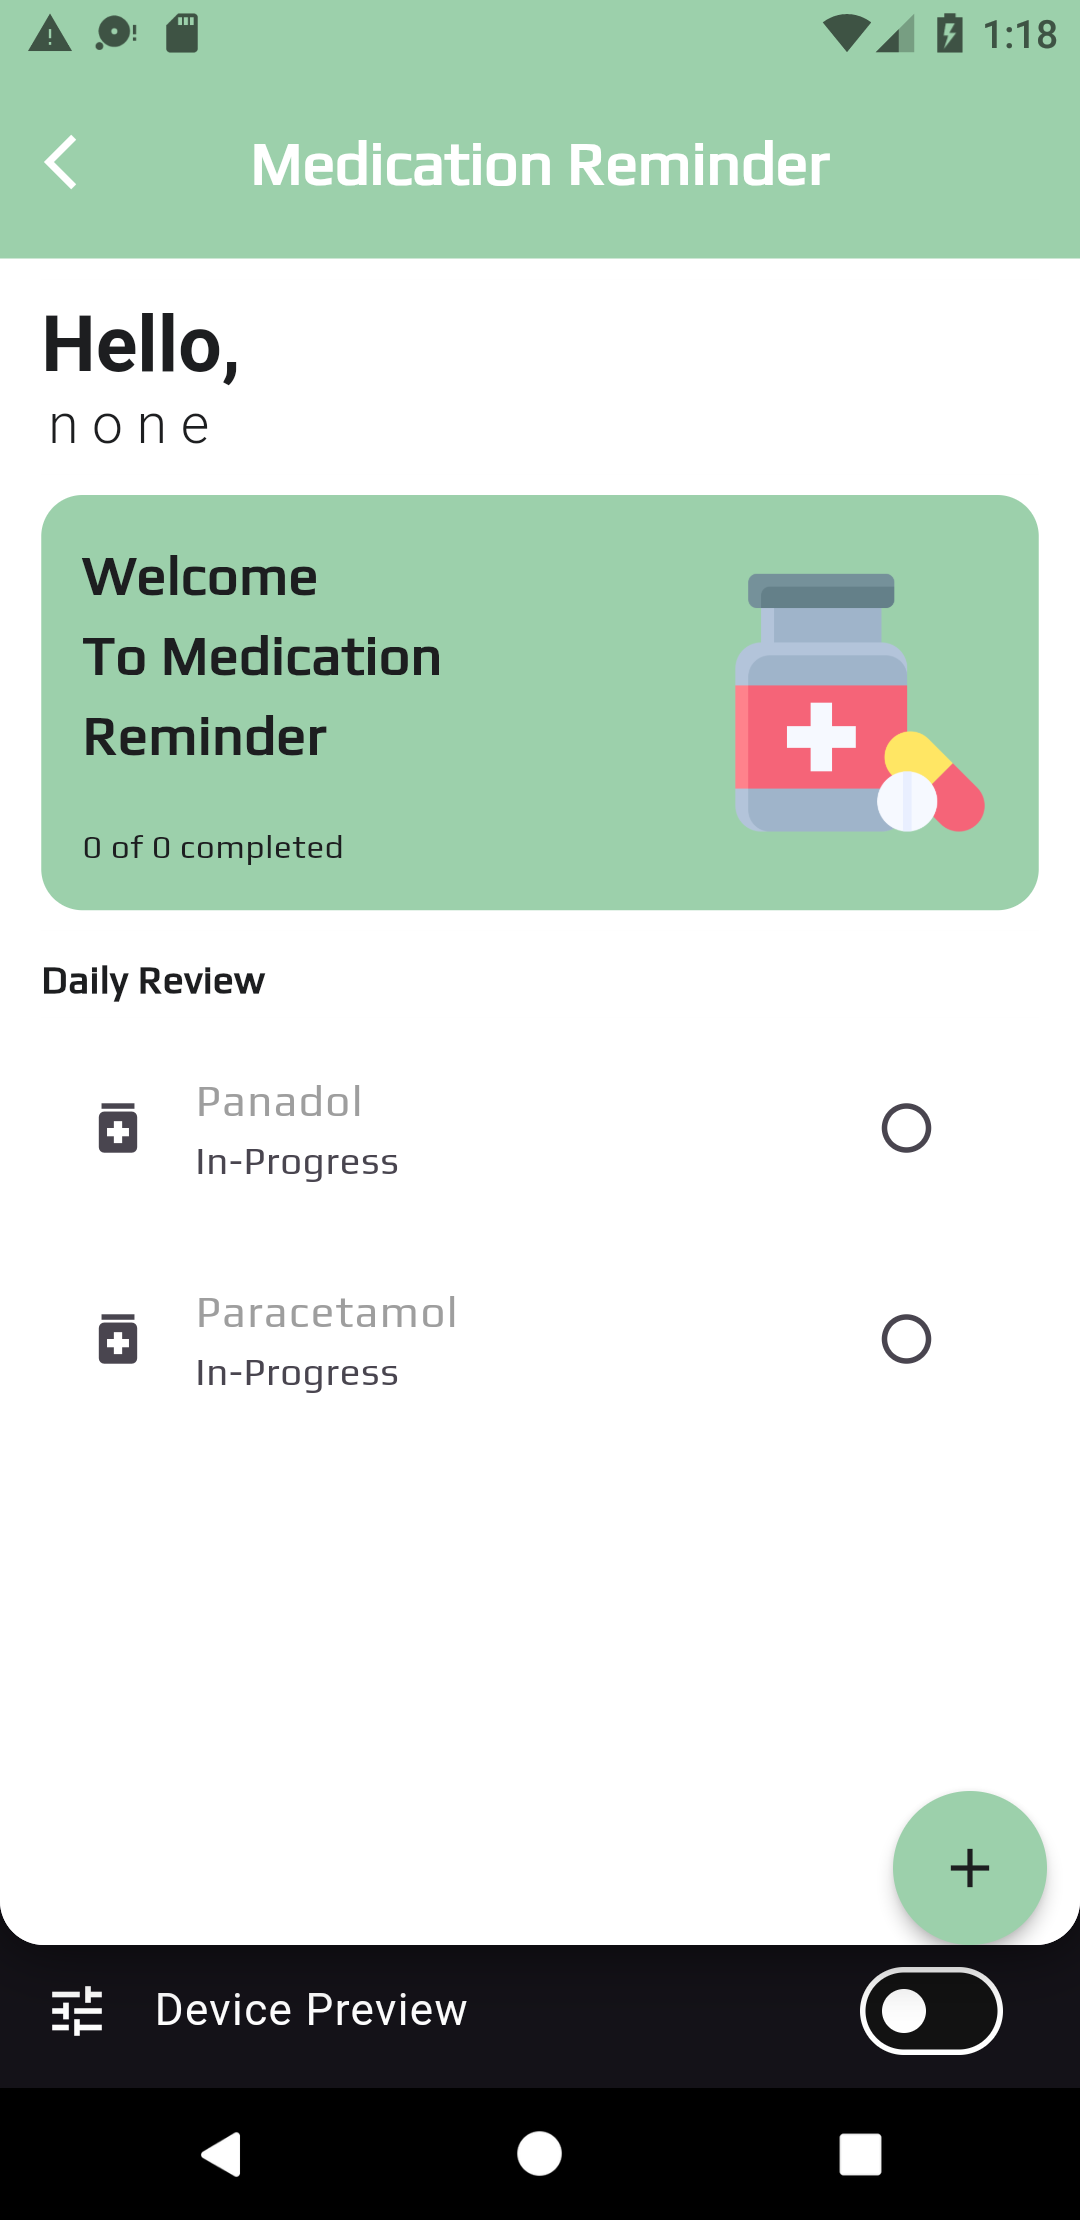 1:18
Medication Reminder
Hello,
none
Welcome
To Medication
Reminder
0 of 0 completed
Daily Review
Panadol
In-Progress
Paracetamol
In-Progress
Device Preview